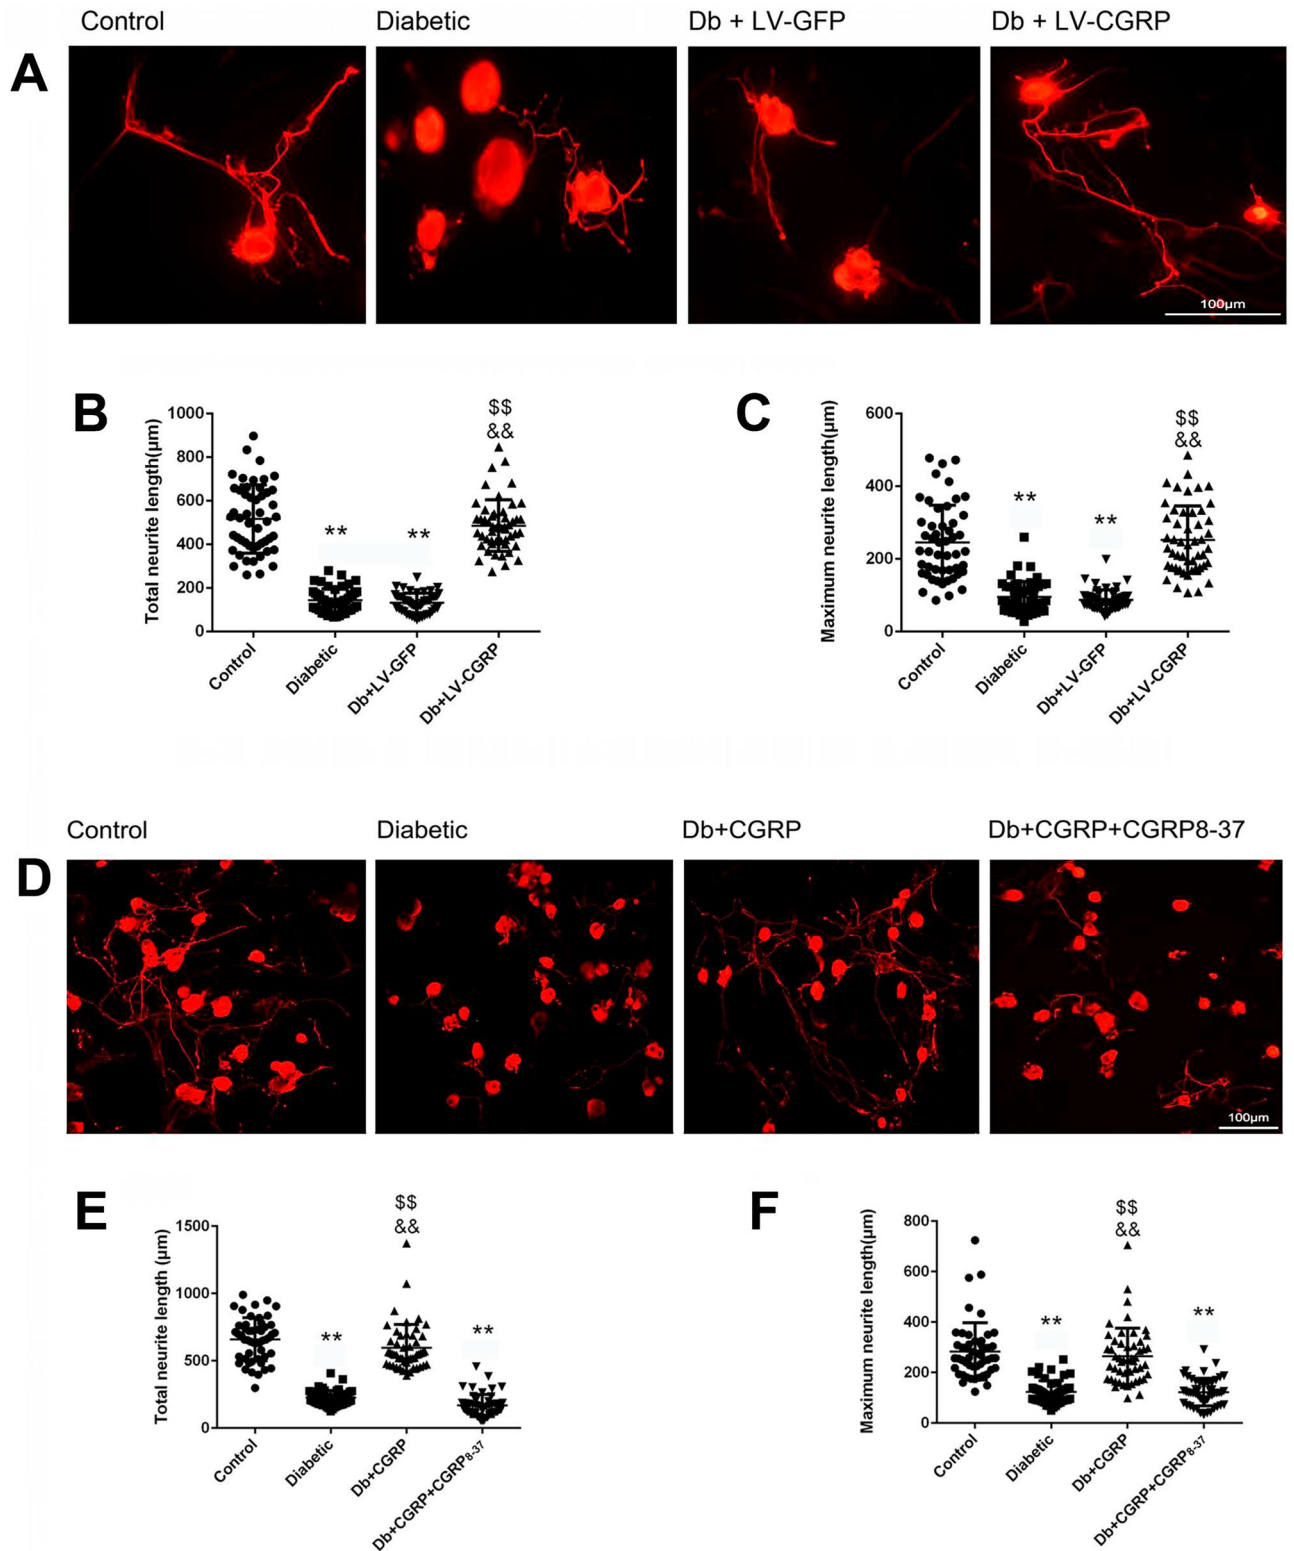 Control Diabetic Db + LV-GFP Db + LV-CGRP
A
100µm
B
Total neurite length(µm)
1000
800
600
400
200
0
**
**
$$
&&
Control
Diabetic
Db+LV-GFP
Db+LV-CGRP
C
Maximum neurite length(µm)
600
400
200
0
**
**
$$
&&
Control
Diabetic
Db+LV-GFP
Db+LV-CGRP
Control Diabetic Db+CGRP Db+CGRP+CGRP8-37
D
100µm
E
Total neurite length (µm)
1500
1000
500
0
**
$$
&&
**
Control
Diabetic
Db+CGRP
Db+CGRP+CGRP8-37
F
Maximum neurite length(µm)
800
600
400
200
0
**
$$
&&
**
Control
Diabetic
Db+CGRP
Db+CGRP+CGRP8-37